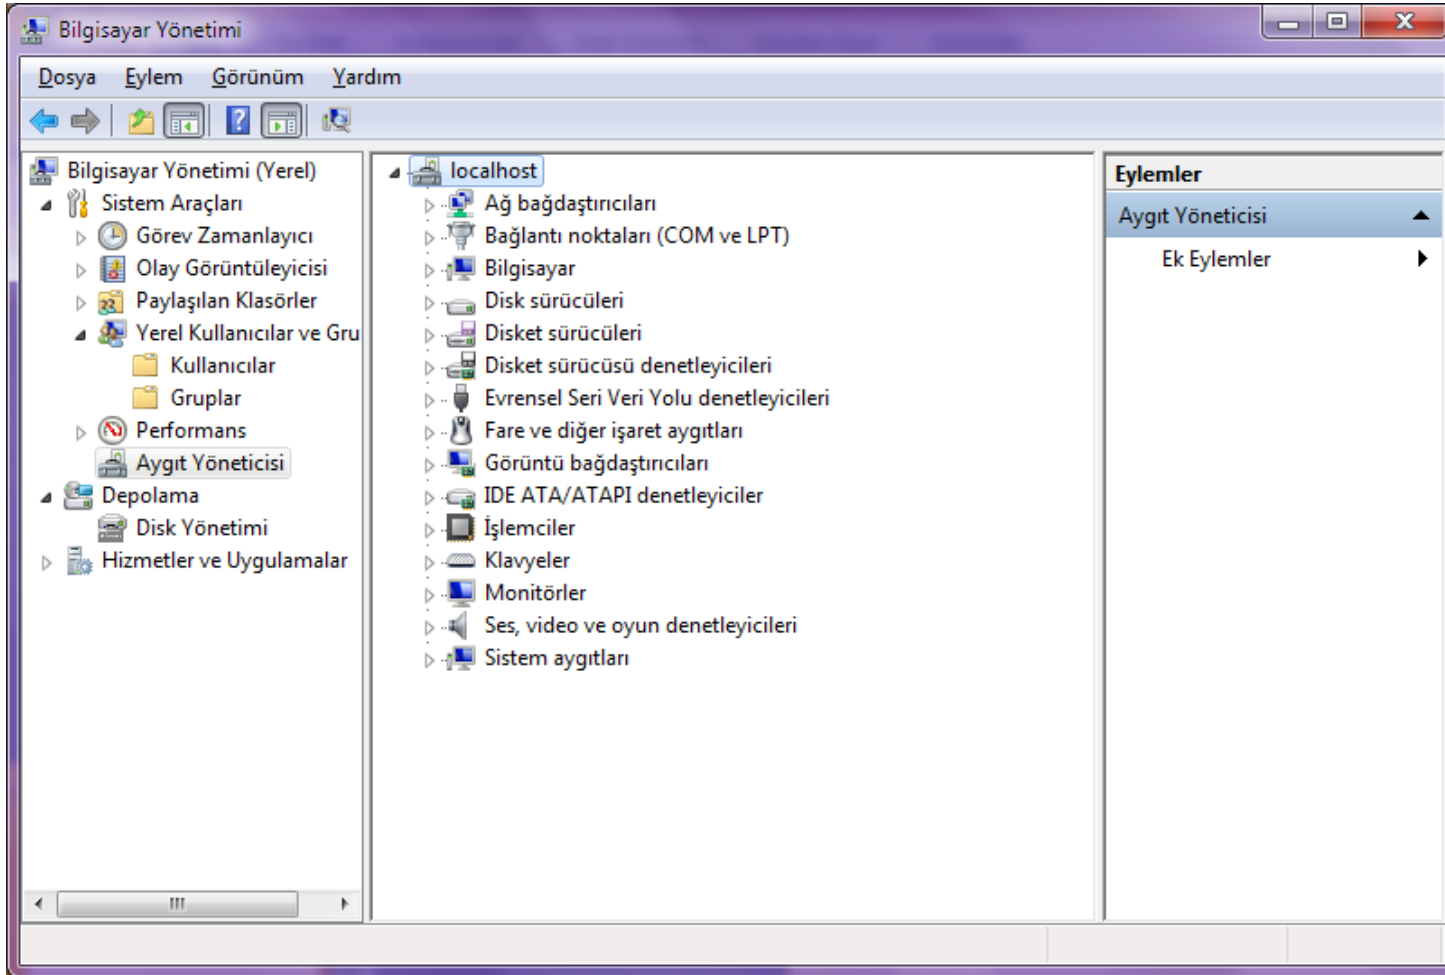 Bilgisayar Yönetimi
Dosya Eylem Görünüm Yardım
Bilgisayar Yönetimi (Yerel)
Sistem Araçları
Görev Zamanlayıcı
Olay Görüntüleyicisi
Paylaşılan Klasörler
Yerel Kullanıcılar ve Gru
Kullanıcılar
Gruplar
Performans
Aygıt Yöneticisi
Depolama
Disk Yönetimi
Hizmetler ve Uygulamalar
localhost
Ağ bağdaştırıcıları
Bağlantı noktaları (COM ve LPT)
Bilgisayar
Disk sürücüleri
Disket sürücüleri
Disket sürücüsü denetleyicileri
Evrensel Seri Veri Yolu denetleyicileri
Fare ve diğer işaret aygıtları
Görüntü bağdaştırıcıları
IDE ATA/ATAPI denetleyiciler
İşlemciler
Klavyeler
Monitörler
Ses, video ve oyun denetleyicileri
Sistem aygıtları
Eylemler
Aygıt Yöneticisi
Ek Eylemler